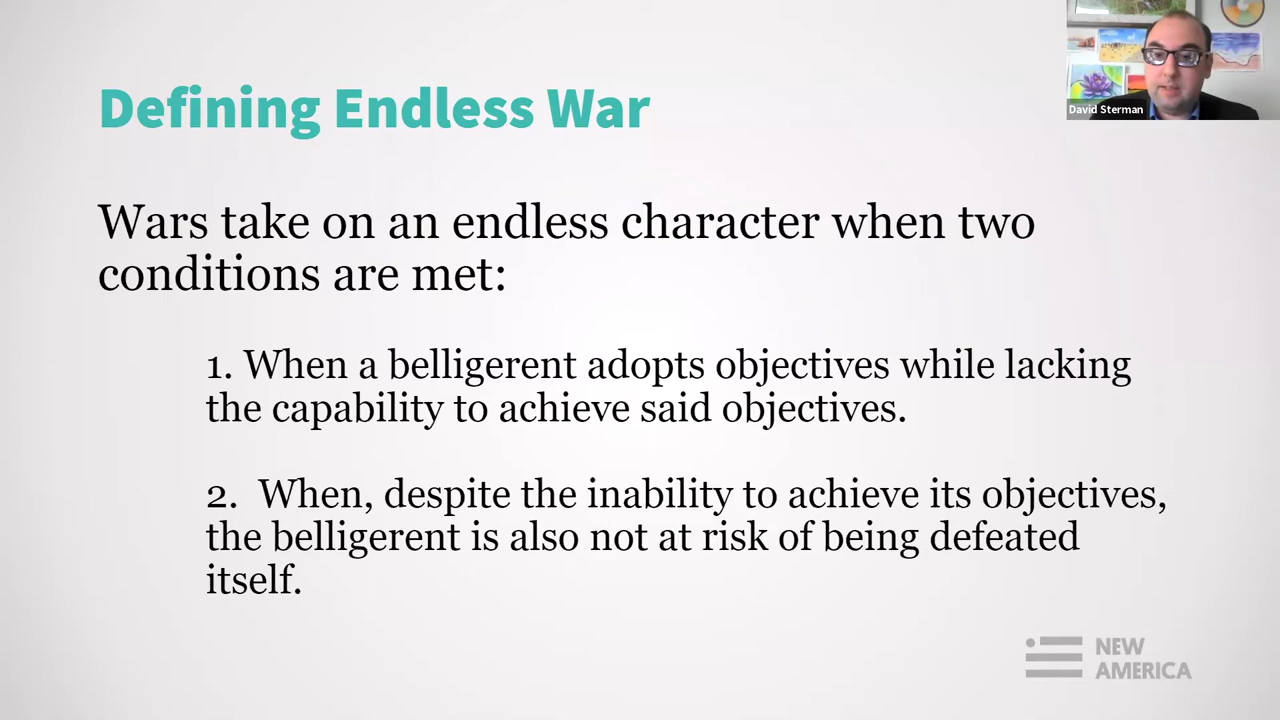 David Sterman
Defining Endless War
Wars take on an endless character when two
conditions are met:
1. When a belligerent adopts objectives while lacking
the capability to achieve said objectives.
2. When, despite the inability to achieve its objectives,
the belligerent is also not at risk of being defeated
itself.
NEW
AMERICA